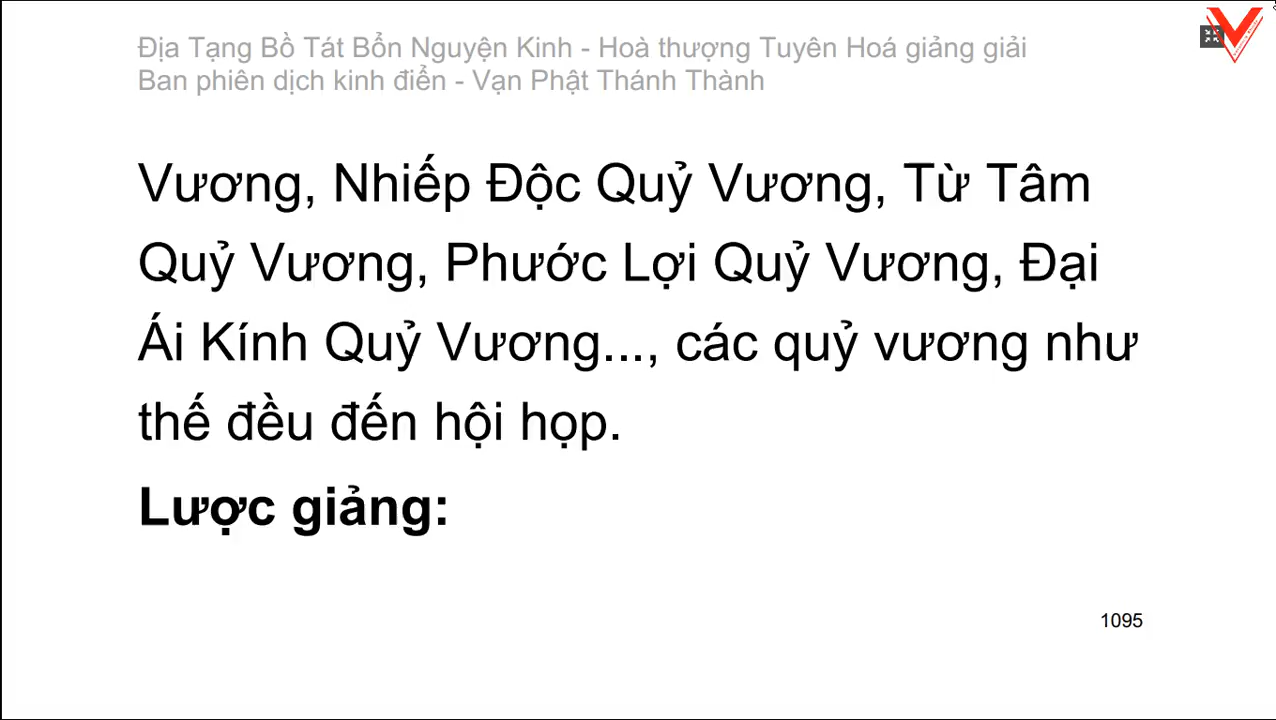 Địa Tạng Bồ Tát Bổn Nguyện Kinh - Hoà thượng Tuyên Hoá giảng giải
Ban phiên dịch kinh điển - Vạn Phật Thánh Thành
Vương, Nhiếp Độc Quỷ Vương, Từ Tâm
Quỷ Vương, Phước Lợi Quỷ Vương, Đại
Ái Kính Quỷ Vương..., các quỷ vương như
thế đều đến hội họp.
Lược giảng:
1095